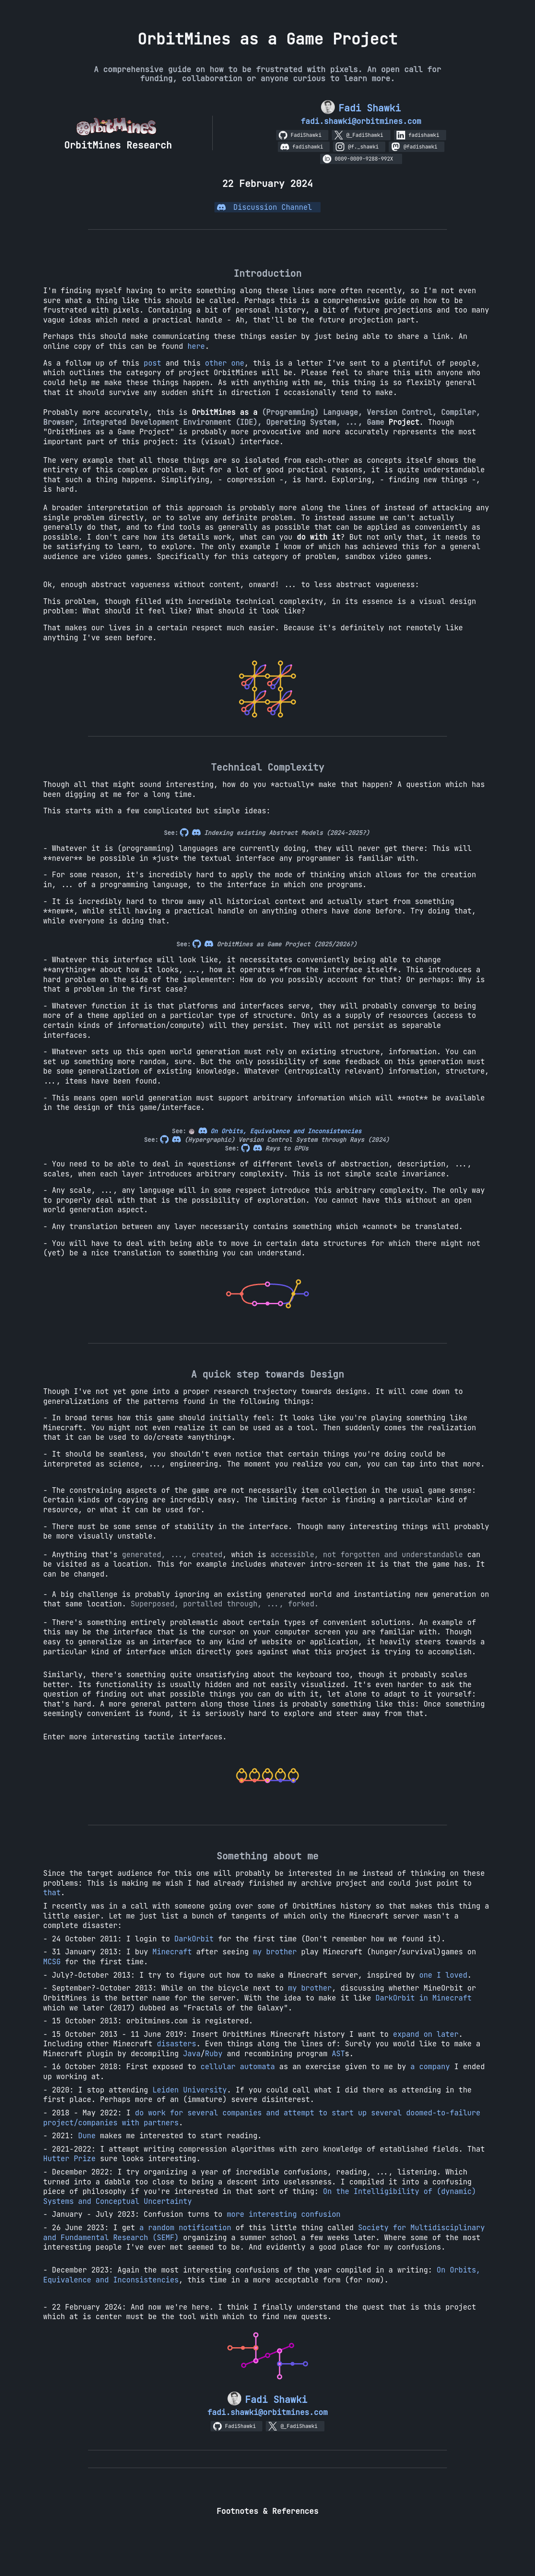 OrbitMines as a Game Project
A comprehensive guide on how to be frustrated with pixels. An open call for
funding, collaboration or anyone curious to learn more.
OrbitMines
OrbitMines Research
Fadi Shawki
fadi.shawki@orbitmines.com
FadiShawki
@_FadiShawki
fadishawki
fadishawki
@f._.shawki
@fadishawki
0009-0009-9288-992X
22 February 2024
Discussion Channel
Introduction
I'm finding myself having to write something along these lines more often recently, so I'm not even
sure what a thing like this should be called. Perhaps this is a comprehensive guide on how to be
frustrated with pixels. Containing a bit of personal history, a bit of future projections and too many
vague ideas which need a practical handle - Ah, that'll be the future projection part.
Perhaps this should make communicating these things easier by just being able to share a link. An
online copy of this can be found here.
As a follow up of this post and this other one, this is a letter I've sent to a plentiful of people,
which outlines the category of project OrbitMines will be. Please feel to share this with anyone who
could help me make these things happen. As with anything with me, this thing is so flexibly general
that it should survive any sudden shift in direction I occasionally tend to make.
Probably more accurately, this is OrbitMines as a (Programming) Language, Version Control, Compiler,
Browser, Integrated Development Environment (IDE), Operating System, ..., Game Project. Though
"OrbitMines as a Game Project" is probably more provocative and more accurately represents the most
important part of this project: its (visual) interface.
The very example that all those things are so isolated from each-other as concepts itself shows the
entirety of this complex problem. But for a lot of good practical reasons, it is quite understandable
that such a thing happens. Simplifying, - compression -, is hard. Exploring, - finding new things -,
is hard.
A broader interpretation of this approach is probably more along the lines of instead of attacking any
single problem directly, or to solve any definite problem. To instead assume we can't actually
generally do that, and to find tools as generally as possible that can be applied as conveniently as
possible. I don't care how its details work, what can you do with it? But not only that, it needs to
be satisfying to learn, to explore. The only example I know of which has achieved this for a general
audience are video games. Specifically for this category of problem, sandbox video games.
Ok, enough abstract vagueness without content, onward! ... to less abstract vagueness:
This problem, though filled with incredible technical complexity, in its essence is a visual design
problem: What should it feel like? What should it look like?
That makes our lives in a certain respect much easier. Because it's definitely not remotely like
anything I've seen before.
Technical Complexity
Though all that might sound interesting, how do you *actually* make that happen? A question which has
been digging at me for a long time.
This starts with a few complicated but simple ideas:
See: Indexing existing Abstract Models (2024-2025?)
- Whatever it is (programming) languages are currently doing, they will never get there: This will
**never** be possible in *just* the textual interface any programmer is familiar with.
- For some reason, it's incredibly hard to apply the mode of thinking which allows for the creation
in, ... of a programming language, to the interface in which one programs.
- It is incredibly hard to throw away all historical context and actually start from something
**new**, while still having a practical handle on anything others have done before. Try doing that,
while everyone is doing that.
See: OrbitMines as Game Project (2025/2026?)
- Whatever this interface will look like, it necessitates conveniently being able to change
**anything** about how it looks, ..., how it operates *from the interface itself*. This introduces a
hard problem on the side of the implementer: How do you possibly account for that? Or perhaps: Why is
that a problem in the first case?
- Whatever function it is that platforms and interfaces serve, they will probably converge to being
more of a theme applied on a particular type of structure. Only as a supply of resources (access to
certain kinds of information/compute) will they persist. They will not persist as separable
interfaces.
- Whatever sets up this open world generation must rely on existing structure, information. You can
set up something more random, sure. But the only possibility of some feedback on this generation must
be some generalization of existing knowledge. Whatever (entropically relevant) information, structure,
..., items have been found.
- This means open world generation must support arbitrary information which will **not** be available
in the design of this game/interface.
See: On Orbits, Equivalence and Inconsistencies
See: (Hypergraphic) Version Control System through Rays (2024)
See: Rays to GPUs
- You need to be able to deal in *questions* of different levels of abstraction, description, ...,
scales, when each layer introduces arbitrary complexity. This is not simple scale invariance.
- Any scale, ..., any language will in some respect introduce this arbitrary complexity. The only way
to properly deal with that is the possibility of exploration. You cannot have this without an open
world generation aspect.
- Any translation between any layer necessarily contains something which *cannot* be translated.
- You will have to deal with being able to move in certain data structures for which there might not
(yet) be a nice translation to something you can understand.
A quick step towards Design
Though I've not yet gone into a proper research trajectory towards designs. It will come down to
generalizations of the patterns found in the following things:
- In broad terms how this game should initially feel: It looks like you're playing something like
Minecraft. You might not even realize it can be used as a tool. Then suddenly comes the realization
that it can be used to do/create *anything*.
- It should be seamless, you shouldn't even notice that certain things you're doing could be
interpreted as science, ..., engineering. The moment you realize you can, you can tap into that more.
- The constraining aspects of the game are not necessarily item collection in the usual game sense:
Certain kinds of copying are incredibly easy. The limiting factor is finding a particular kind of
resource, or what it can be used for.
- There must be some sense of stability in the interface. Though many interesting things will probably
be more visually unstable.
- Anything that's generated, ..., created, which is accessible, not forgotten and understandable can
be visited as a location. This for example includes whatever intro-screen it is that the game has. It
can be changed.
- A big challenge is probably ignoring an existing generated world and instantiating new generation on
that same location. Superposed, portalled through, ..., forked.
- There's something entirely problematic about certain types of convenient solutions. An example of
this may be the interface that is the cursor on your computer screen you are familiar with. Though
easy to generalize as an interface to any kind of website or application, it heavily steers towards a
particular kind of interface which directly goes against what this project is trying to accomplish.
Similarly, there's something quite unsatisfying about the keyboard too, though it probably scales
better. Its functionality is usually hidden and not easily visualized. It's even harder to ask the
question of finding out what possible things you can do with it, let alone to adapt to it yourself:
that's hard. A more general pattern along those lines is probably something like this: Once something
seemingly convenient is found, it is seriously hard to explore and steer away from that.
Enter more interesting tactile interfaces.
Something about me
Since the target audience for this one will probably be interested in me instead of thinking on these
problems: This is making me wish I had already finished my archive project and could just point to
that.
I recently was in a call with someone going over some of OrbitMines history so that makes this thing a
little easier. Let me just list a bunch of tangents of which only the Minecraft server wasn't a
complete disaster:
- 24 October 2011: I login to DarkOrbit for the first time (Don't remember how we found it).
- 31 January 2013: I buy Minecraft after seeing my brother play Minecraft (hunger/survival)games on
MCSG for the first time.
- July?-October 2013: I try to figure out how to make a Minecraft server, inspired by one I loved.
- September?-October 2013: While on the bicycle next to my brother, discussing whether MineOrbit or
OrbitMines is the better name for the server. With the idea to make it like DarkOrbit in Minecraft
which we later (2017) dubbed as "Fractals of the Galaxy".
- 15 October 2013: orbitmines.com is registered.
- 15 October 2013 - 11 June 2019: Insert OrbitMines Minecraft history I want to expand on later.
Including other Minecraft disasters. Even things along the lines of: Surely you would like to make a
Minecraft plugin by decompiling Java/Ruby and recombining program ASTs.
- 16 October 2018: First exposed to cellular automata as an exercise given to me by a company I ended
up working at.
- 2020: I stop attending Leiden University. If you could call what I did there as attending in the
first place. Perhaps more of an (immature) severe disinterest.
- 2018 - May 2022: I do work for several companies and attempt to start up several doomed-to-failure
project/companies with partners.
- 2021: Dune makes me interested to start reading.
- 2021-2022: I attempt writing compression algorithms with zero knowledge of established fields. That
Hutter Prize sure looks interesting.
- December 2022: I try organizing a year of incredible confusions, reading, ..., listening. Which
turned into a dabble too close to being a descent into uselessness. I compiled it into a confusing
piece of philosophy if you're interested in that sort of thing: On the Intelligibility of (dynamic)
Systems and Conceptual Uncertainty
- January - July 2023: Confusion turns to more interesting confusion
- 26 June 2023: I get a random notification of this little thing called Society for Multidisciplinary
and Fundamental Research (SEMF) organizing a summer school a few weeks later. Where some of the most
interesting people I've ever met seemed to be. And evidently a good place for my confusions.
- December 2023: Again the most interesting confusions of the year compiled in a writing: On Orbits,
Equivalence and Inconsistencies, this time in a more acceptable form (for now).
- 22 February 2024: And now we're here. I think I finally understand the quest that is this project
which at is center must be the tool with which to find new quests.
Fadi Shawki
fadi.shawki@orbitmines.com
FadiShawki
@_FadiShawki
Footnotes & References